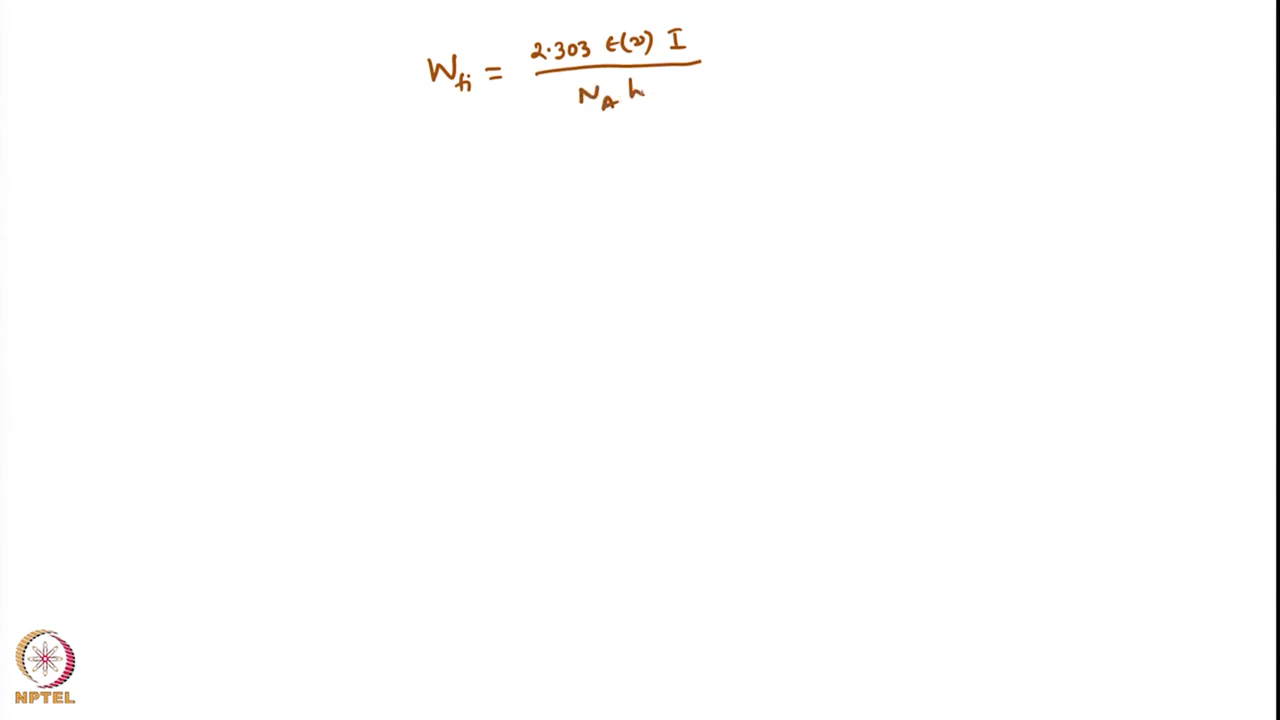 W_fi = 2.303 ε(ν) I / N_A h
NPTEL